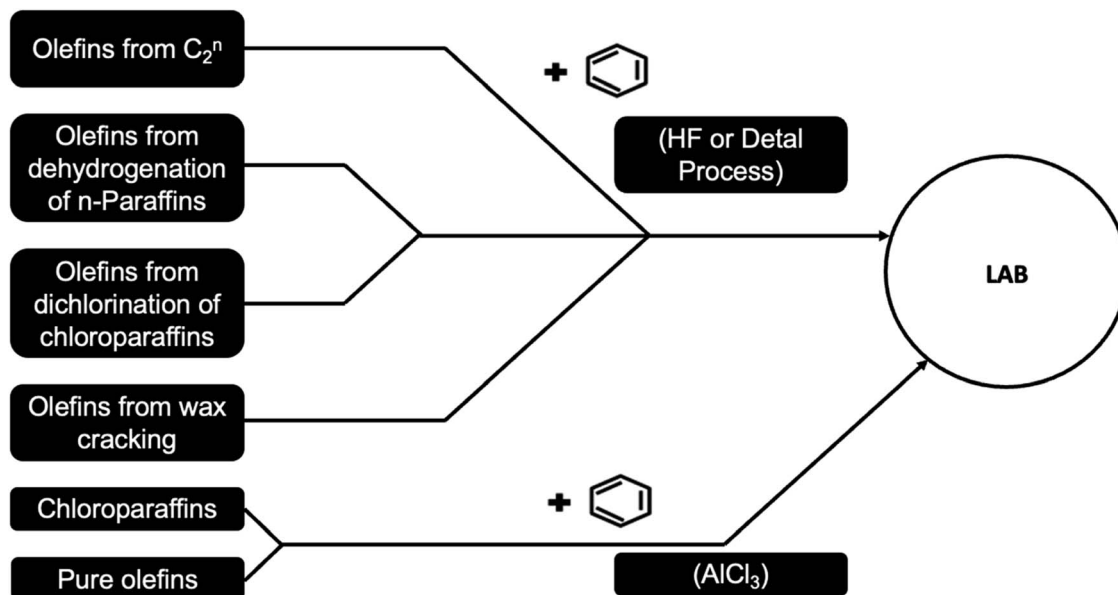 Olefins from C₂ⁿ
Olefins from
dehydrogenation
of n-Paraffins
Olefins from
dichlorination of
chloroparaffins
Olefins from wax
cracking
Chloroparaffins
Pure olefins
+
(HF or Detal
Process)
+
(AlCl₃)
LAB